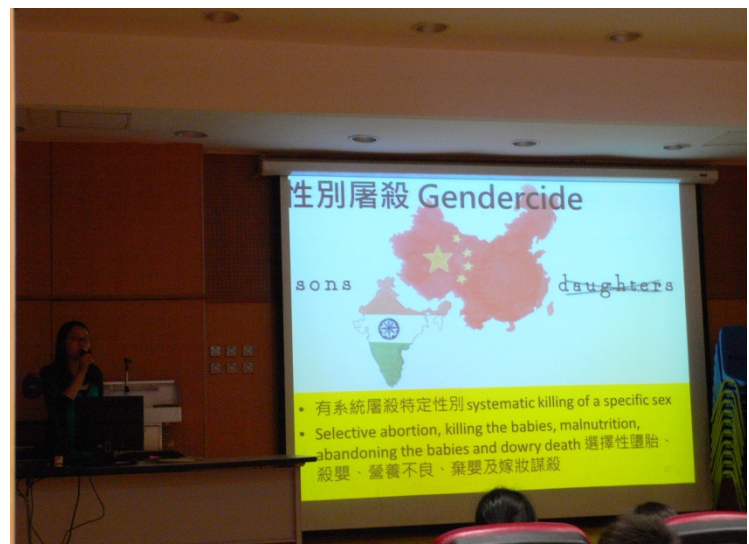 性別屠殺 Gendercide
sons
daughters
• 有系統屠殺特定性別 systematic killing of a specific sex
• Selective abortion, killing the babies, malnutrition,
abandoning the babies and dowry death 選擇性墮胎、
殺嬰、營養不良、棄嬰及嫁妝謀殺